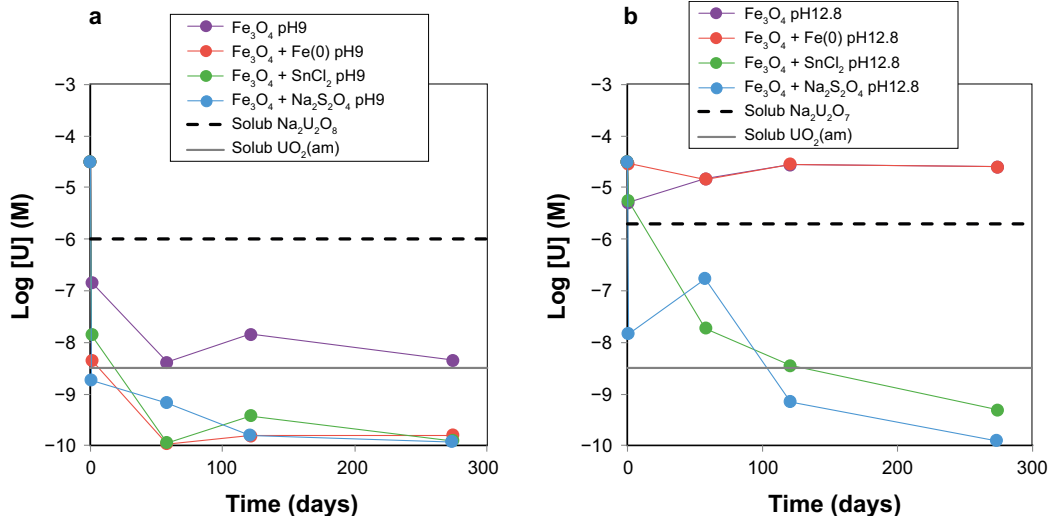 a
Fe₃O₄ pH9
Fe₃O₄ + Fe(0) pH9
Fe₃O₄ + SnCl₂ pH9
Fe₃O₄ + Na₂S₂O₄ pH9
Solub Na₂U₂O₈
Solub UO₂(am)
−3
−4
−5
−6
−7
−8
−9
−10
Log [U] (M)
0
100
200
300
Time (days)
b
Fe₃O₄ pH12.8
Fe₃O₄ + Fe(0) pH12.8
Fe₃O₄ + SnCl₂ pH12.8
Fe₃O₄ + Na₂S₂O₄ pH12.8
Solub Na₂U₂O₇
Solub UO₂(am)
−3
−4
−5
−6
−7
−8
−9
−10
Log [U] (M)
0
100
200
300
Time (days)